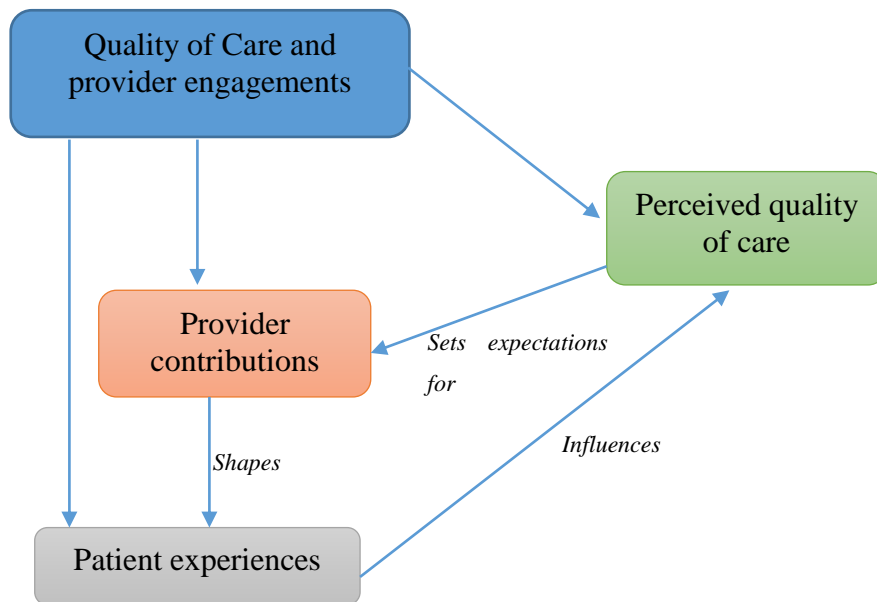 Quality of Care and
provider engagements
Perceived quality
of care
Provider
contributions
Sets expectations
for
Influences
Shapes
Patient experiences